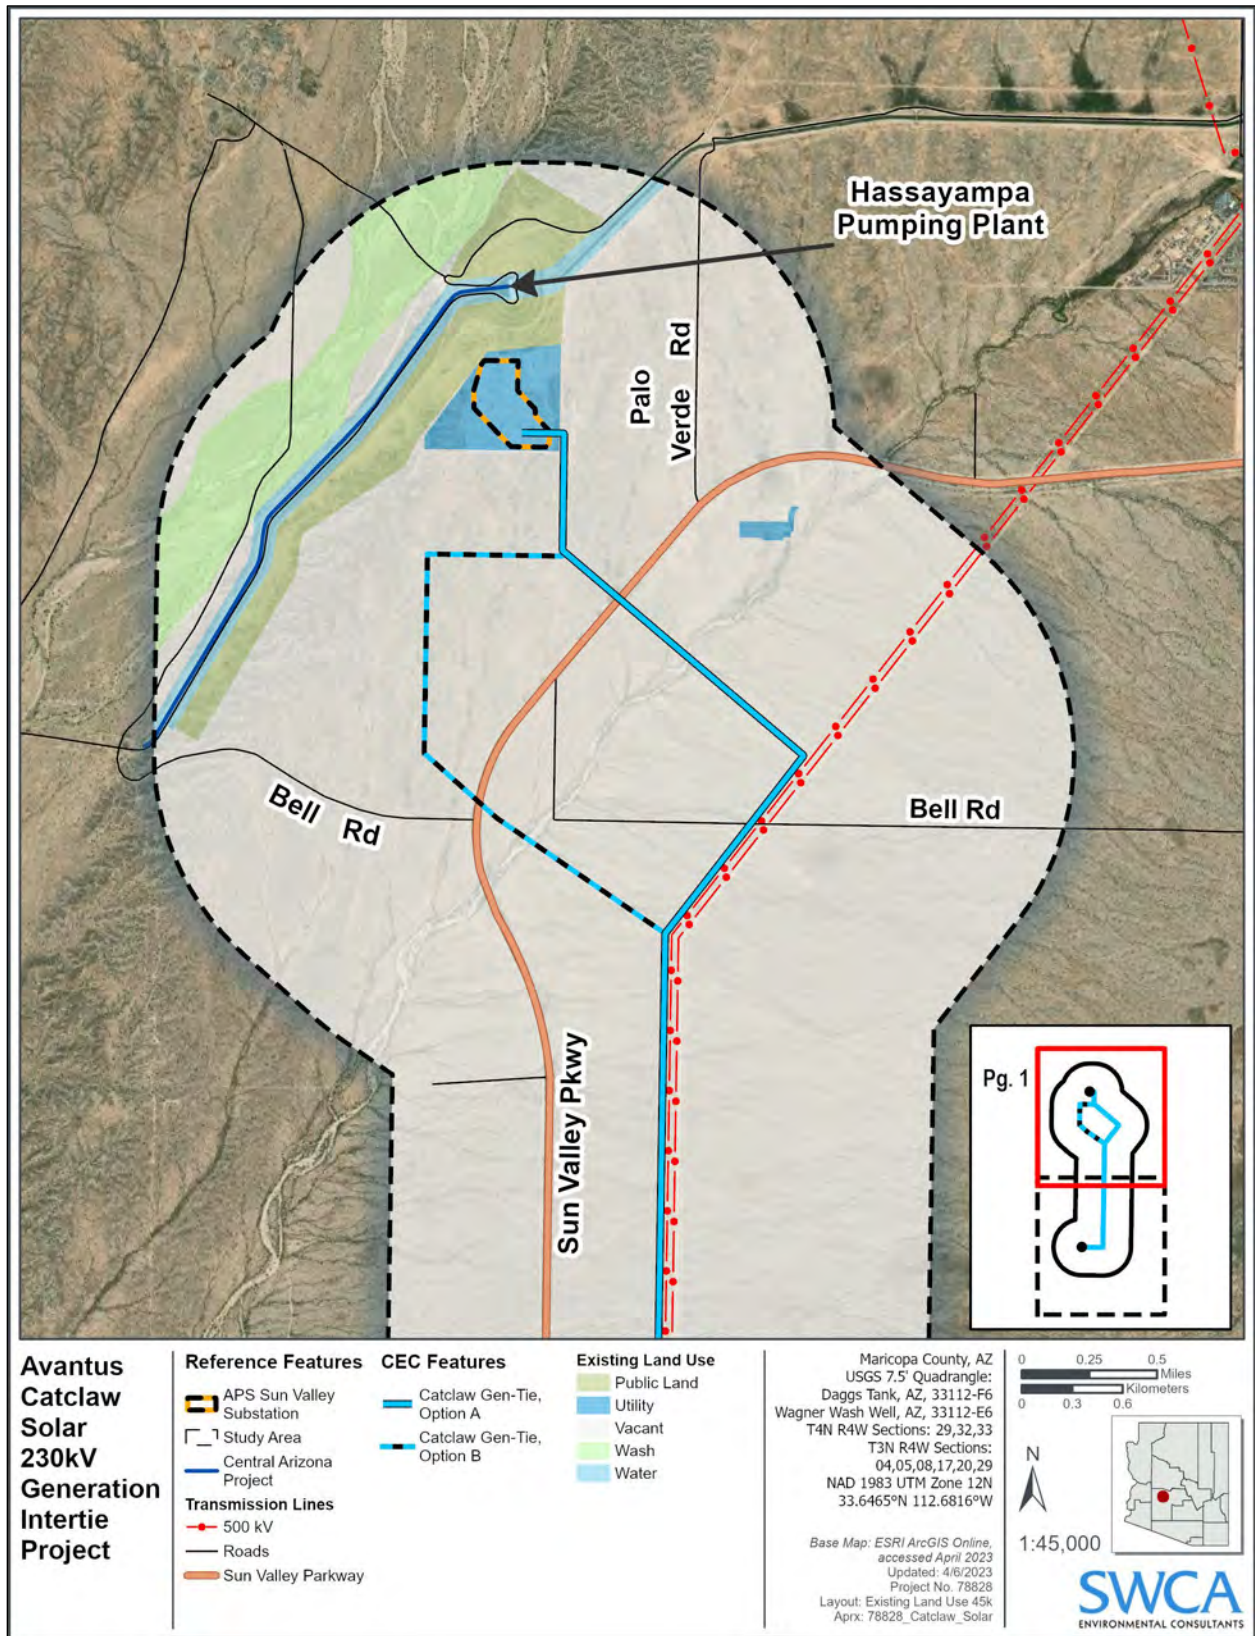 Hassayampa
Pumping Plant
Palo
Verde Rd
Bell Rd
Bell Rd
Sun Valley Pkwy
Pg. 1
Avantus
Catclaw
Solar
230kV
Generation
Intertie
Project
Reference Features
APS Sun Valley
Substation
Study Area
Central Arizona
Project
Transmission Lines
500 kV
Roads
Sun Valley Parkway
CEC Features
Catclaw Gen-Tie,
Option A
Catclaw Gen-Tie,
Option B
Existing Land Use
Public Land
Utility
Vacant
Wash
Water
Maricopa County, AZ
USGS 7.5' Quadrangle:
Daggs Tank, AZ, 33112-F6
Wagner Wash Well, AZ, 33112-E6
T4N R4W Sections: 29,32,33
T3N R4W Sections:
04,05,08,17,20,29
NAD 1983 UTM Zone 12N
33.6465°N 112.6816°W
Base Map: ESRI ArcGIS Online,
accessed April 2023
Updated: 4/6/2023
Project No. 78828
Layout: Existing Land Use 45k
Aprx: 78828_Catclaw_Solar
0 0.25 0.5
Miles
Kilometers
0 0.3 0.6
N
1:45,000
SWCA
ENVIRONMENTAL CONSULTANTS